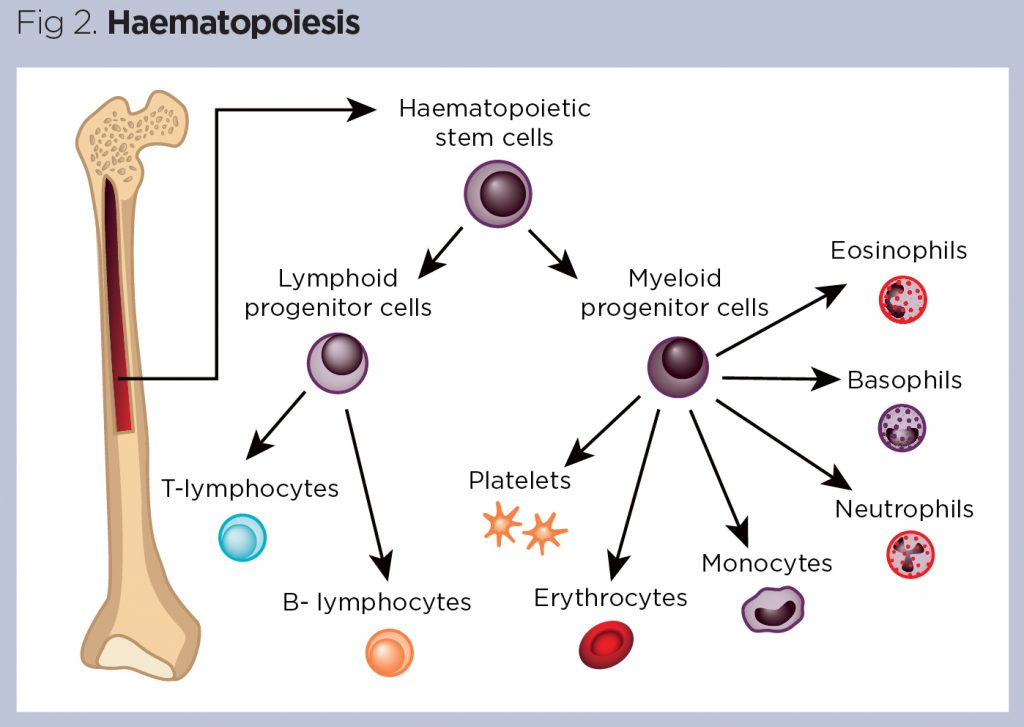 Fig 2. Haematopoiesis
Haematopoietic
stem cells
Lymphoid
progenitor cells
Myeloid
progenitor cells
Eosinophils
Basophils
Neutrophils
Monocytes
Erythrocytes
Platelets
T-lymphocytes
B- lymphocytes